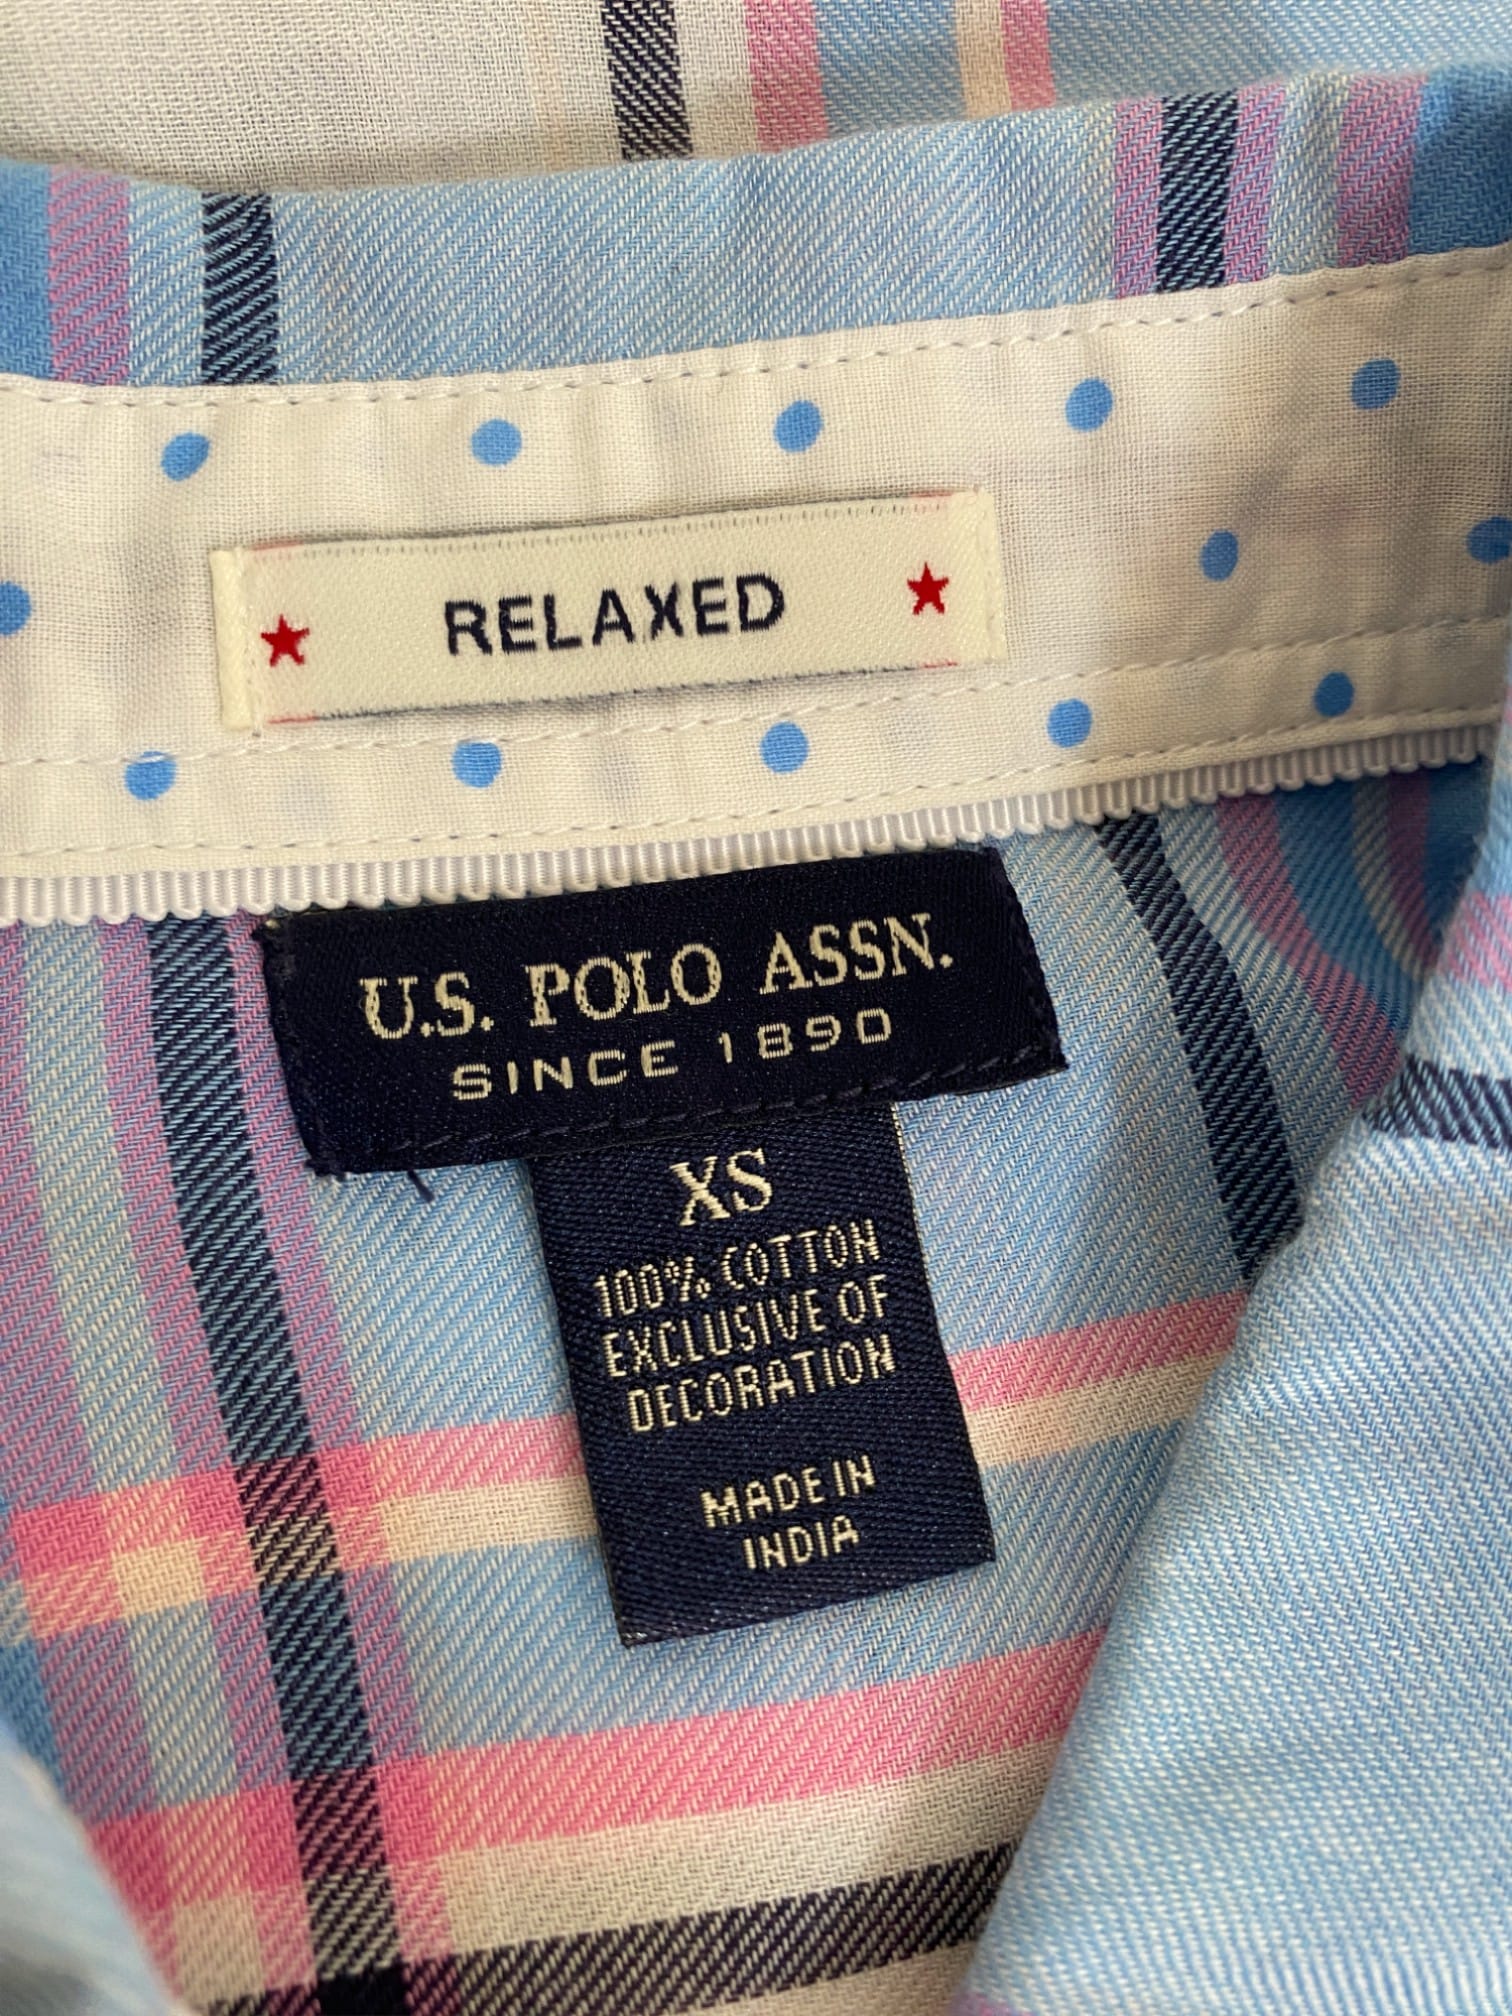 RELAXED
U.S. POLO ASSN.
SINCE 1890
XS
100% COTTON
EXCLUSIVE OF
DECORATION
MADE IN
INDIA